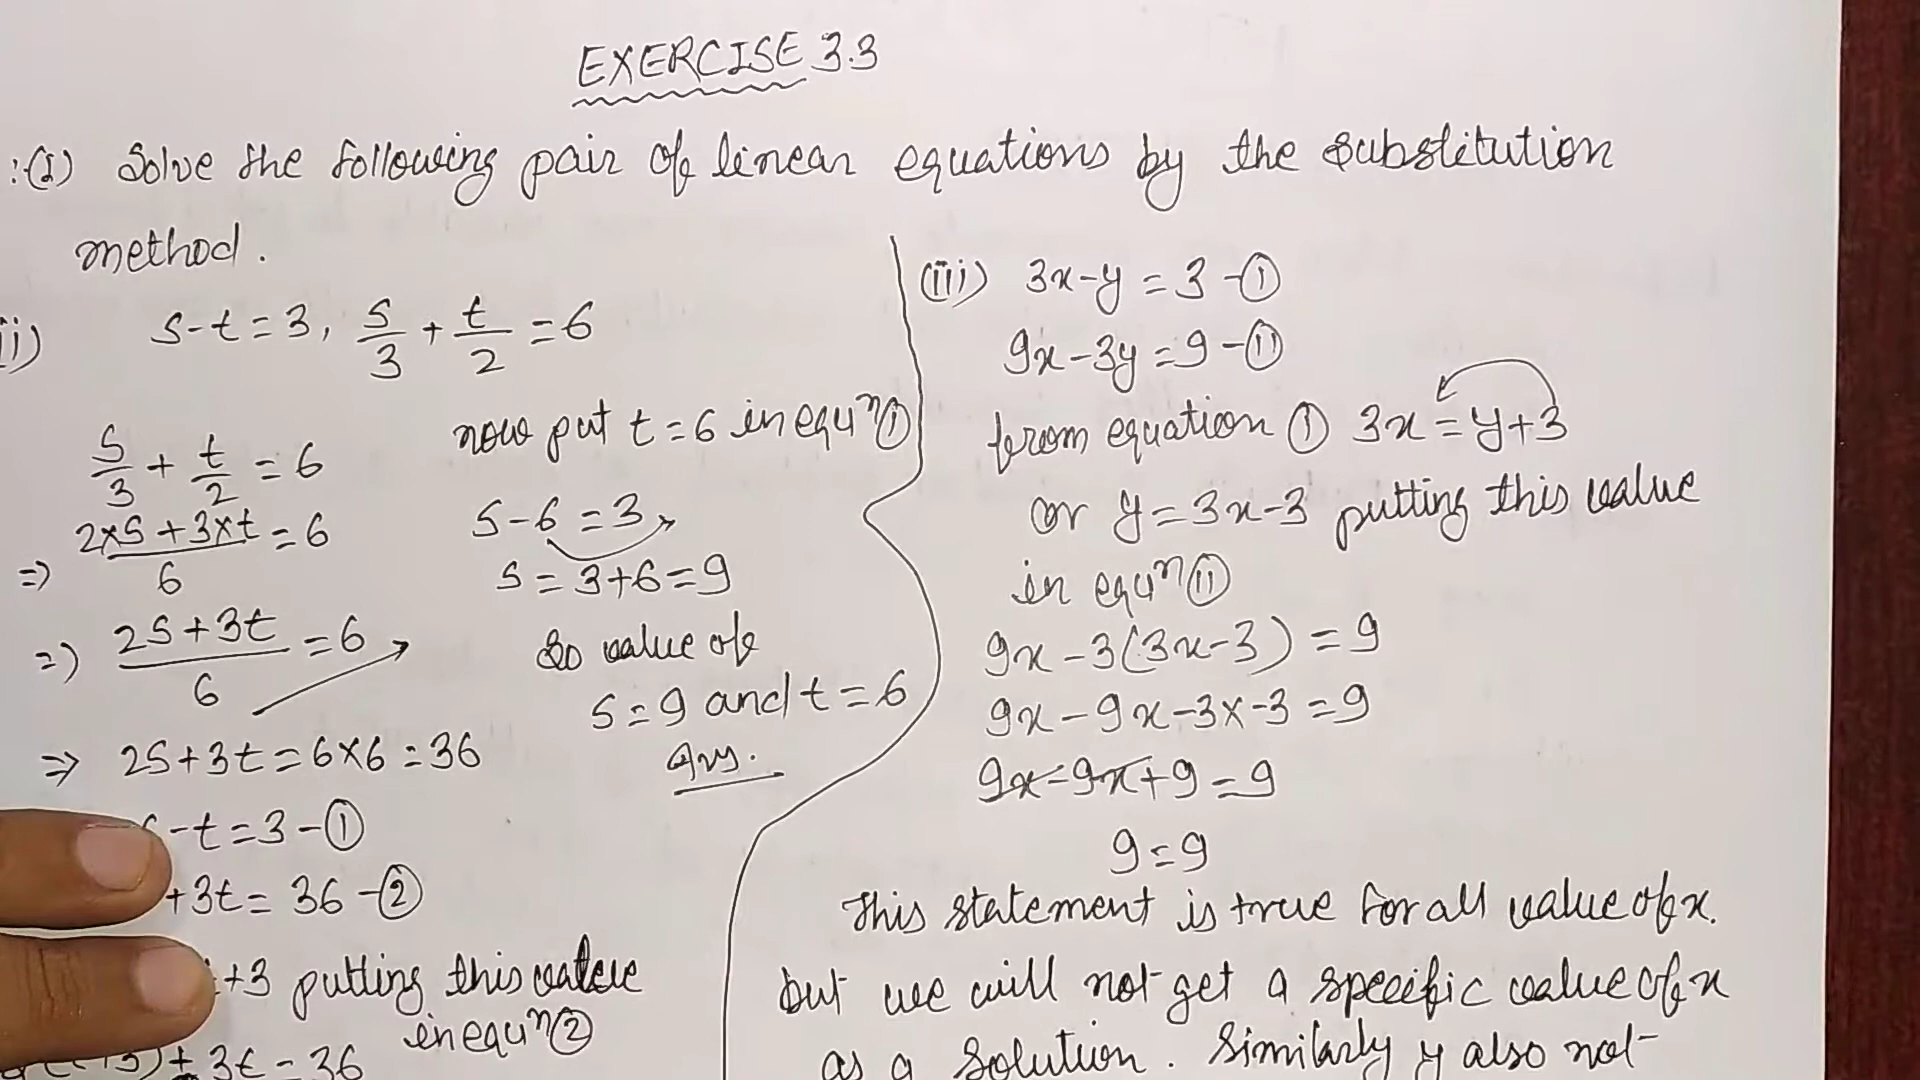 EXERCISE 3.3
:(1) Solve the following pair of linear equations by the substitution
method.
ii) s-t=3, s/3 + t/2 = 6
s/3 + t/2 = 6
=> (2×s+3×t)/6 = 6
=> (2s+3t)/6 = 6
=> 2s+3t=6×6=36
-t=3-①
+3t=36-②
+3 putting this value
in equⁿ②
+3)+3t=36
now put t=6 in equⁿ①
s-6=3
s=3+6=9
So value of
s=9 and t=6
Ans.
(iii) 3x-y=3-①
9x-3y=9-⑪
from equation ① 3x=y+3
or y=3x-3 putting this value
in equⁿ⑪
9x-3(3x-3)=9
9x-9x-3x-3=9
9x-9x+9=9
9=9
This statement is true for all value of x.
but we will not get a specific value of x
as a solution. Similarly y also not